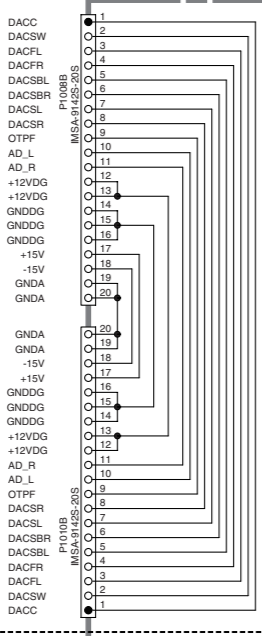 DACC 1
DACSW 2
DACFL 3
DACFR 4
DACSBL 5
DACSBR 6
DACSL 7
DACSR 8
OTPF 9
AD_L 10
AD_R 11
+12VDG 12
+12VDG 13
GNDDG 14
GNDDG 15
GNDDG 16
+15V 17
-15V 18
GNDA 19
GNDA 20
P1008B
IMSA-9142S-20S
GNDA 20
GNDA 19
-15V 18
+15V 17
GNDDG 16
GNDDG 15
GNDDG 14
+12VDG 13
+12VDG 12
AD_R 11
AD_L 10
OTPF 9
DACSR 8
DACSL 7
DACSBR 6
DACSBL 5
DACFR 4
DACFL 3
DACSW 2
DACC 1
P1010B
IMSA-9142S-20S